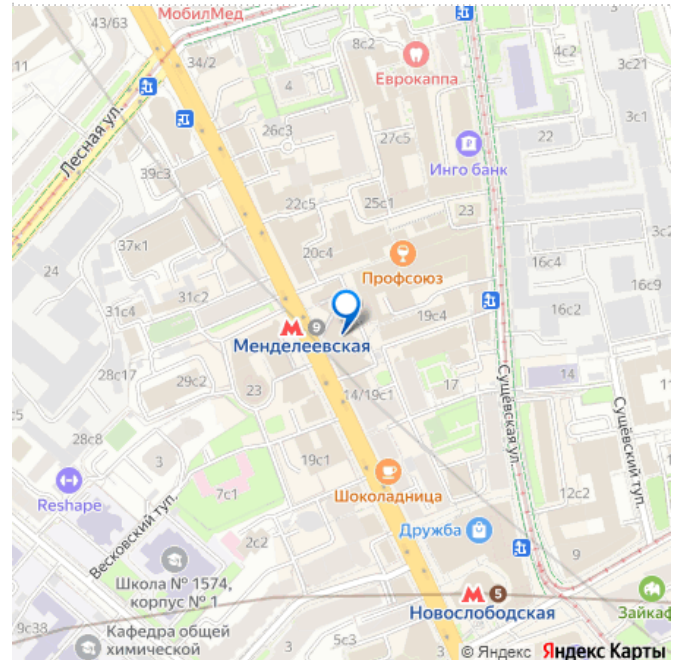 43/63
МобилМед
11
34/2
8с2
Еврокаппа
4с2
3с21
4
Лесная ул.
26с3
27с5
22
3с1
Инго банк
39с3
22с5
25с1
23
37к1
20с4
3с2
24
Профсоюз
16с4
31с2
31с4
19с4
16с2
9
Менделеевская
28с17
29с2
23
14/19с1
17
14
11
с5
28с8
Сущёвская ул.
Сущёвский туп.
3
19с1
Reshape
7с1
Шоколадница
12с2
Весковский туп.
2с2
Дружба
9
Школа № 1574,
корпус № 1
5
Новослободская
Зайкаф
9с38
Кафедра общей
химической
3
5с3
3
© Яндекс Яндекс Карты